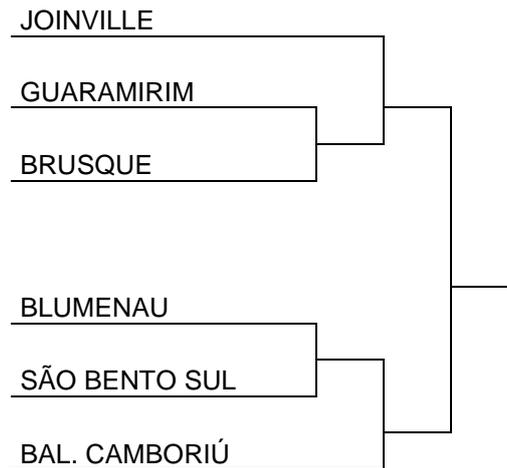 JOINVILLE
GUARAMIRIM
BRUSQUE
BLUMENAU
SÃO BENTO SUL
BAL. CAMBORIÚ